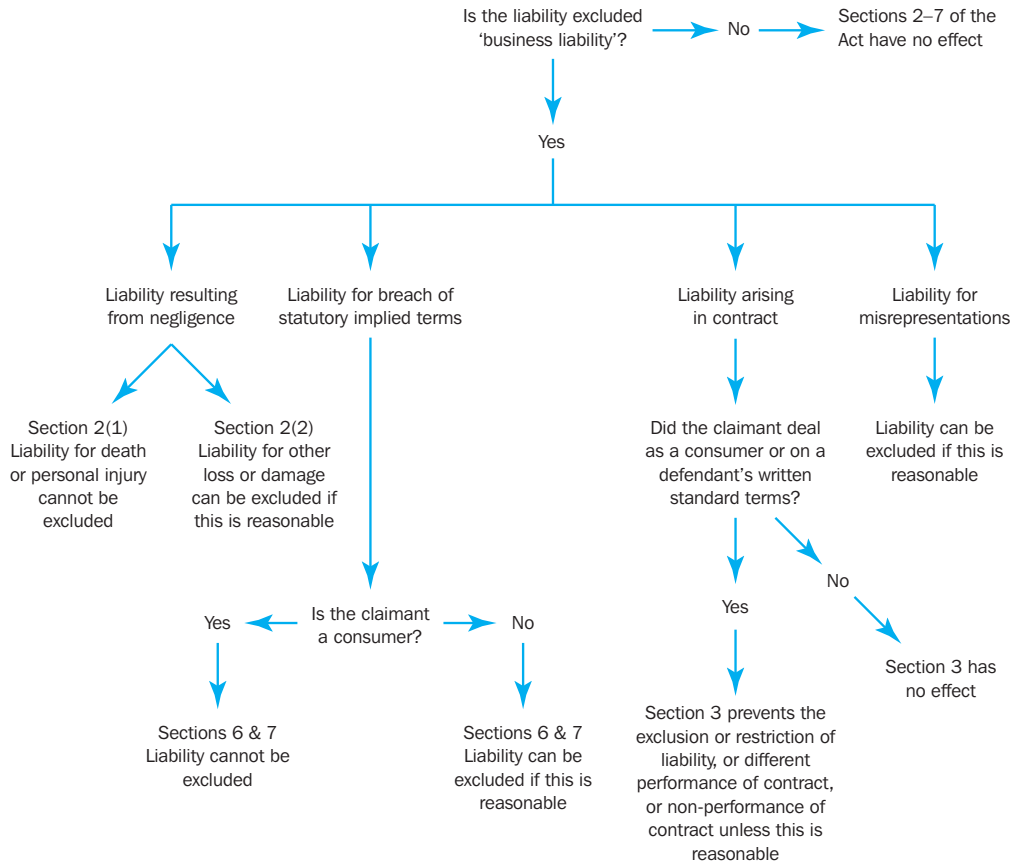 Is the liability excluded
‘business liability’?
No
Sections 2–7 of the
Act have no effect
Yes
Liability resulting
from negligence
Liability for breach of
statutory implied terms
Liability arising
in contract
Liability for
misrepresentations
Section 2(1)
Liability for death
or personal injury
cannot be
excluded
Section 2(2)
Liability for other
loss or damage
can be excluded if
this is reasonable
Did the claimant deal
as a consumer or on a
defendant’s written
standard terms?
Liability can be
excluded if this is
reasonable
Yes
Is the claimant
a consumer?
No
Yes
No
Sections 6 & 7
Liability cannot be
excluded
Sections 6 & 7
Liability can be
excluded if this is
reasonable
Section 3 prevents the
exclusion or restriction of
liability, or different
performance of contract,
or non-performance of
contract unless this is
reasonable
Section 3 has
no effect